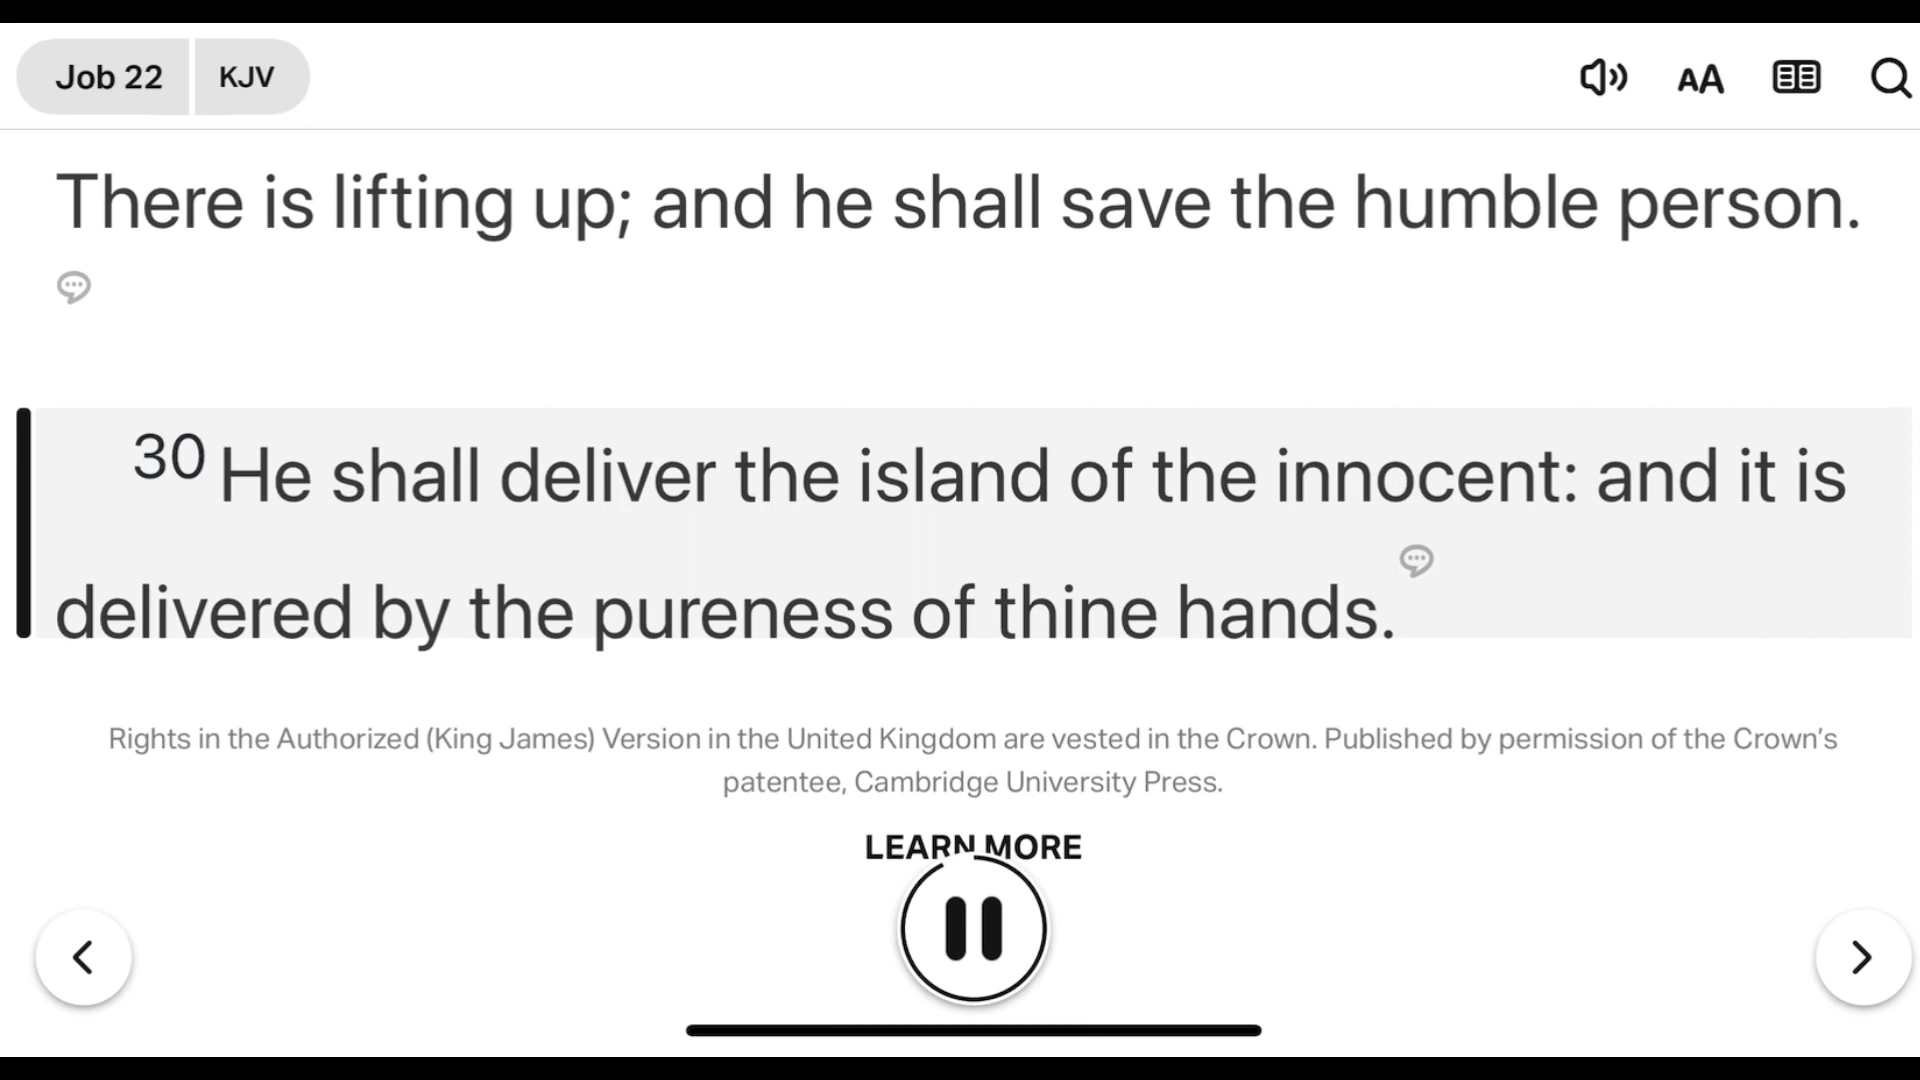 Job 22 KJV AA
There is lifting up; and he shall save the humble person.
30 He shall deliver the island of the innocent: and it is
delivered by the pureness of thine hands.
Rights in the Authorized (King James) Version in the United Kingdom are vested in the Crown. Published by permission of the Crown’s
patentee, Cambridge University Press.
LEARN MORE